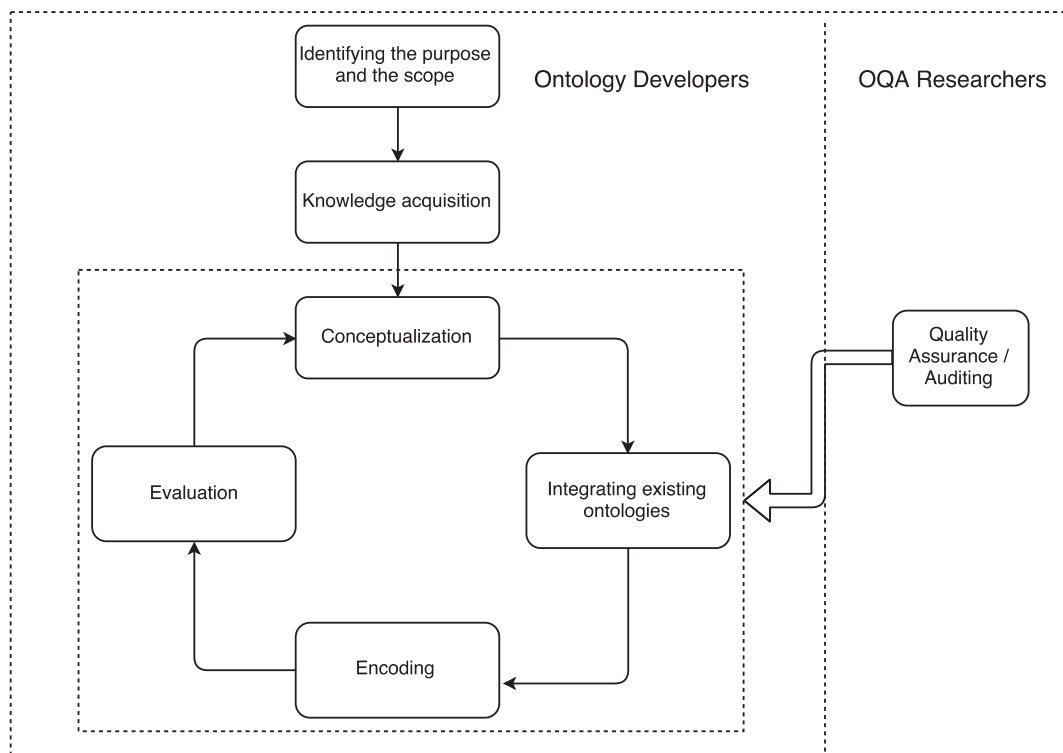 Identifying the purpose
and the scope
Ontology Developers
OQA Researchers
Knowledge acquisition
Conceptualization
Quality
Assurance /
Auditing
Evaluation
Integrating existing
ontologies
Encoding